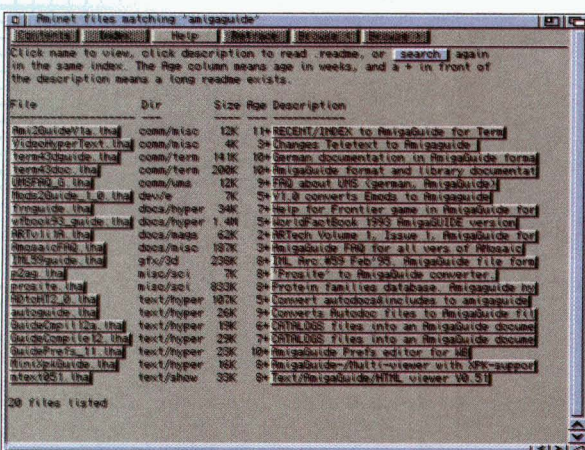 Aminet files matching 'amigaguide'
Contents Index Help Retrace Browse < Browse >
Click name to view, click description to read .readme, or search again
in the same index. The Age column means age in weeks, and a + in front of
the description means a long readme exists.
File Dir Size Age Description
Ami2GuideV1a.lha comm/misc 12K 11+RECENT/INDEX to AmigaGuide for Term
VideoHyperText.lha comm/misc 4K 3+Changes Teletext to Amigaguide
term43dguide.lha comm/term 141K 10+German documentation in AmigaGuide forma
term43doc.lha comm/term 200K 10+AmigaGuide format and library documentat
UMSFAQ_G.lha comm/ums 12K 9+FAQ about UMS (german, AmigaGuide)
Mods2Guide_1_0.lha dev/e 7K 5+V1.0 converts Emods to Amigaguide
docs/hyper 34K 7+Help for Frontier game in AmigaGuide for
wfbook93_guide.lha docs/hyper 1.4M 5+WorldFactBook 1993 AmigaGUIDE version
ARTv1i1A.lha docs/mags 62K 2+ARTech Volume 1, Issue 1, AmigaGuide for
AmosaicFAQ.lha docs/misc 187K 3+AmigaGuide FAQ for all vers of AMosaic
IML59guide.lha gfx/3d 238K 8+IML Arc #59 Feb'95. AmigaGuide file form
p2ag.lha misc/sci 7K 8+'Prosite' to AmigaGuide converter.
prosite.lha misc/sci 833K 8+Protein families database. Amigaguide hy
ADtoHT2_0.lha text/hyper 107K 5+Convert autodocs&includes to amigaguide
autoguide.lha text/hyper 26K 9+Converts Autodoc files to AmigaGuide fil
GuideCmpil12a.lha text/hyper 19K 6+CATALOGS files into an AmigaGuide docume
GuideCompile12.lha text/hyper 29K 7+CATALOGS files into an AmigaGuide docume
GuidePrefs_11.lha text/hyper 23K 10+AmigaGuide Prefs editor for WB
MiniXp4Guide.lha text/hyper 16K 8+AmigaGuide-/Multi-viewer with XPK-suppor
mtext051.lha text/show 33K 8+Text/AmigaGuide/HTML viewer V0.51
20 files listed